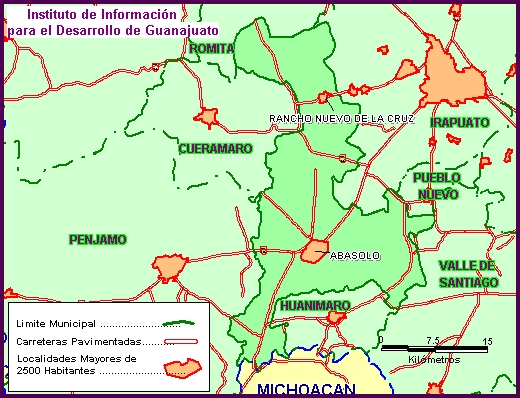 Instituto de Información
para el Desarrollo de Guanajuato
ROMITA
RANCHO NUEVO DE LA CRUZ
IRAPUATO
CUERAMARO
PUEBLO
NUEVO
PENJAMO
ABASOLO
VALLE DE
SANTIAGO
HUANIMARO
Limite Municipal
Carreteras Pavimentadas
Localidades Mayores de
2500 Habitantes
0 7.5 15
Kilómetros
MICHOACAN